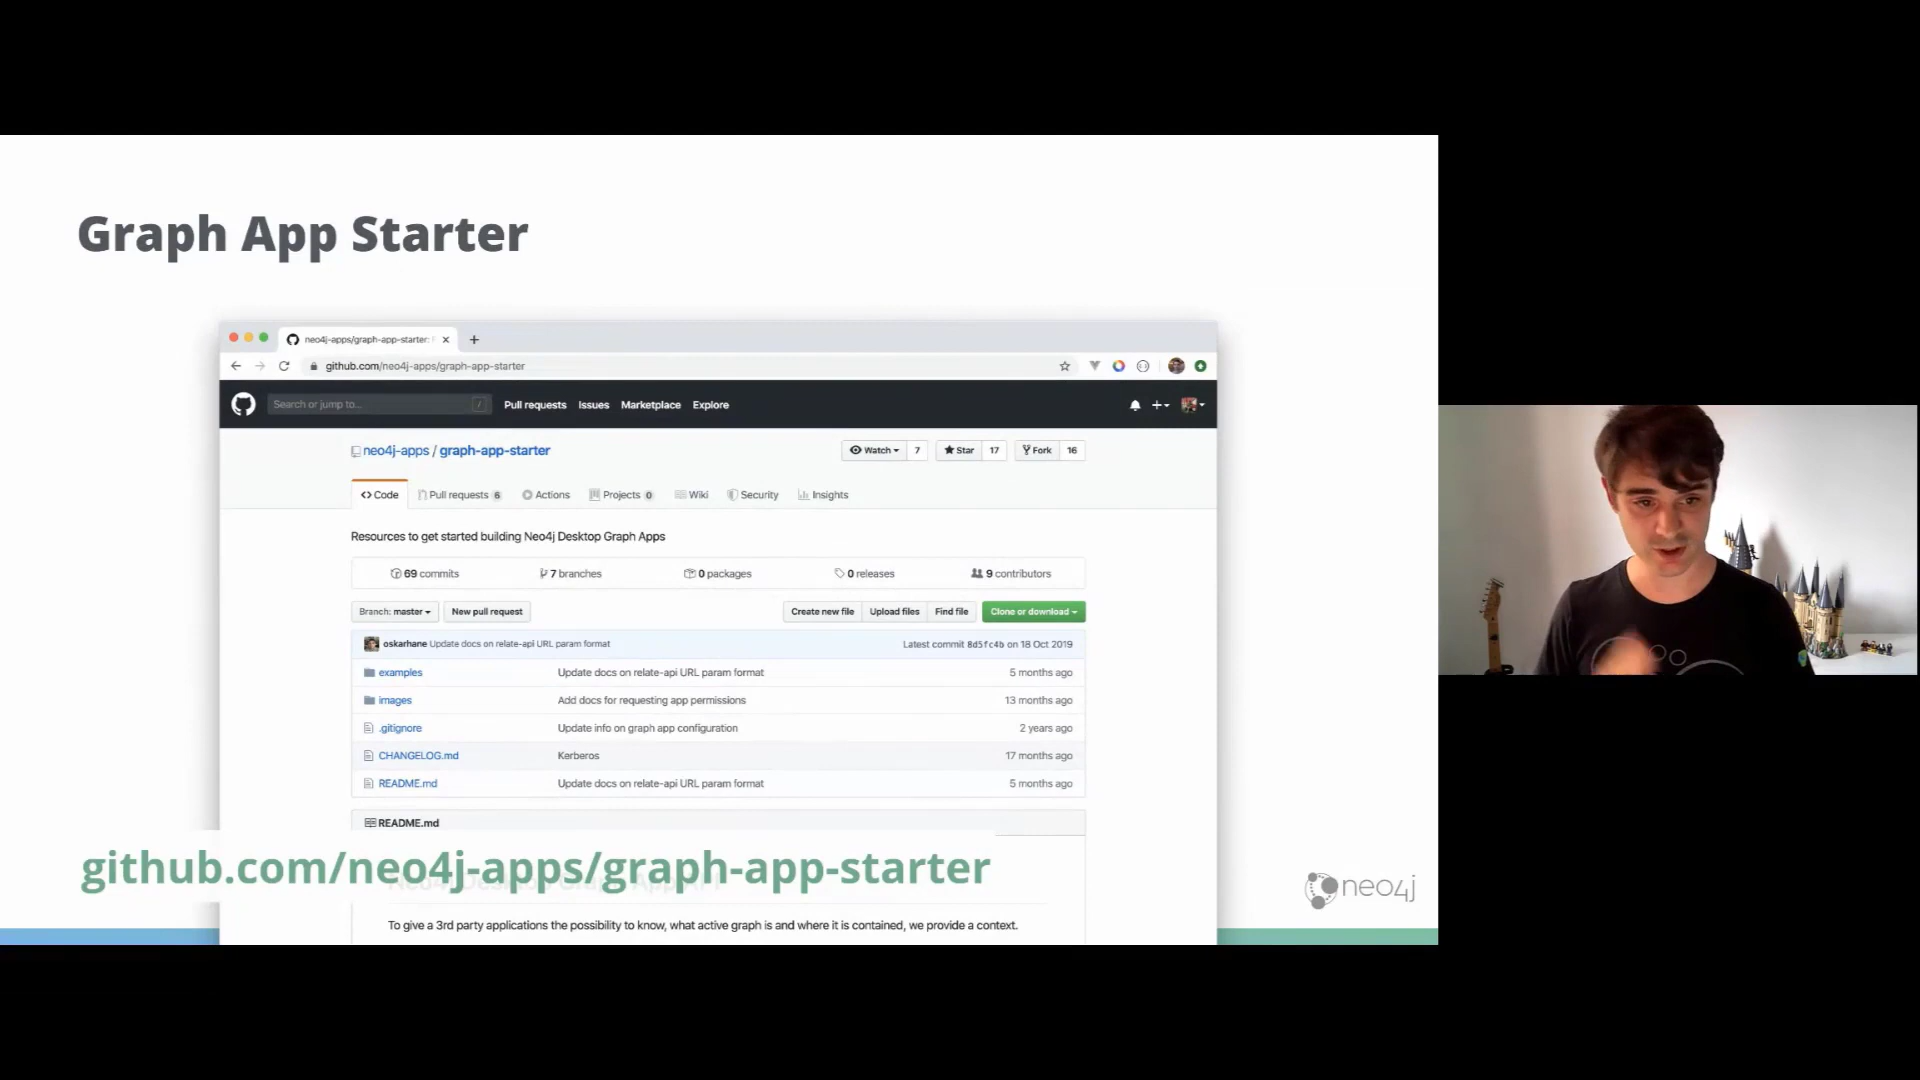 Graph App Starter
neo4j-apps/graph-app-starter:
github.com/neo4j-apps/graph-app-starter
Search or jump to... /
Pull requests Issues Marketplace Explore
neo4j-apps / graph-app-starter
Watch 7 Star 17 Fork 16
Code Pull requests 6 Actions Projects 0 Wiki Security Insights
Resources to get started building Neo4j Desktop Graph Apps
69 commits 7 branches 0 packages 0 releases 9 contributors
Branch: master New pull request Create new file Upload files Find file Clone or download
oskarhane Update docs on relate-api URL param format Latest commit 8d5fc4b on 18 Oct 2019
examples Update docs on relate-api URL param format 5 months ago
images Add docs for requesting app permissions 13 months ago
.gitignore Update info on graph app configuration 2 years ago
CHANGELOG.md Kerberos 17 months ago
README.md Update docs on relate-api URL param format 5 months ago
README.md
github.com/neo4j-apps/graph-app-starter
neo4j
To give a 3rd party applications the possibility to know, what active graph is and where it is contained, we provide a context.